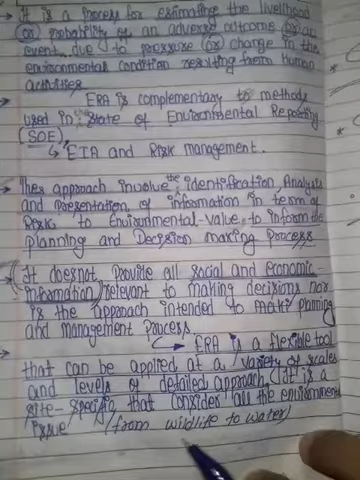 It is a process for estimating the livelihood
(or) probability of an adverse outcome (or) an
event due to pressure (or) change in the
environmental condition resulting from human
activities
→ ERA is complementary to methods
used in state of Environmental Reporting
(SOE)
↳ EIA and Risk management.
→ This approach involve the identification, Analysis
and presentation, of information in term of
Risk to Environmental-Value to inform the
planning and Decision making Process
→ (It doesnot provide all social and economic
information) relevant to making decisions nor
is the approach intended to make planning
and management process
→ ERA is a flexible tool
that can be applied at a variety of scales
and levels of detailed approach, (it is a
site-specific that consider all the environmental
issue (from wildlife to water)